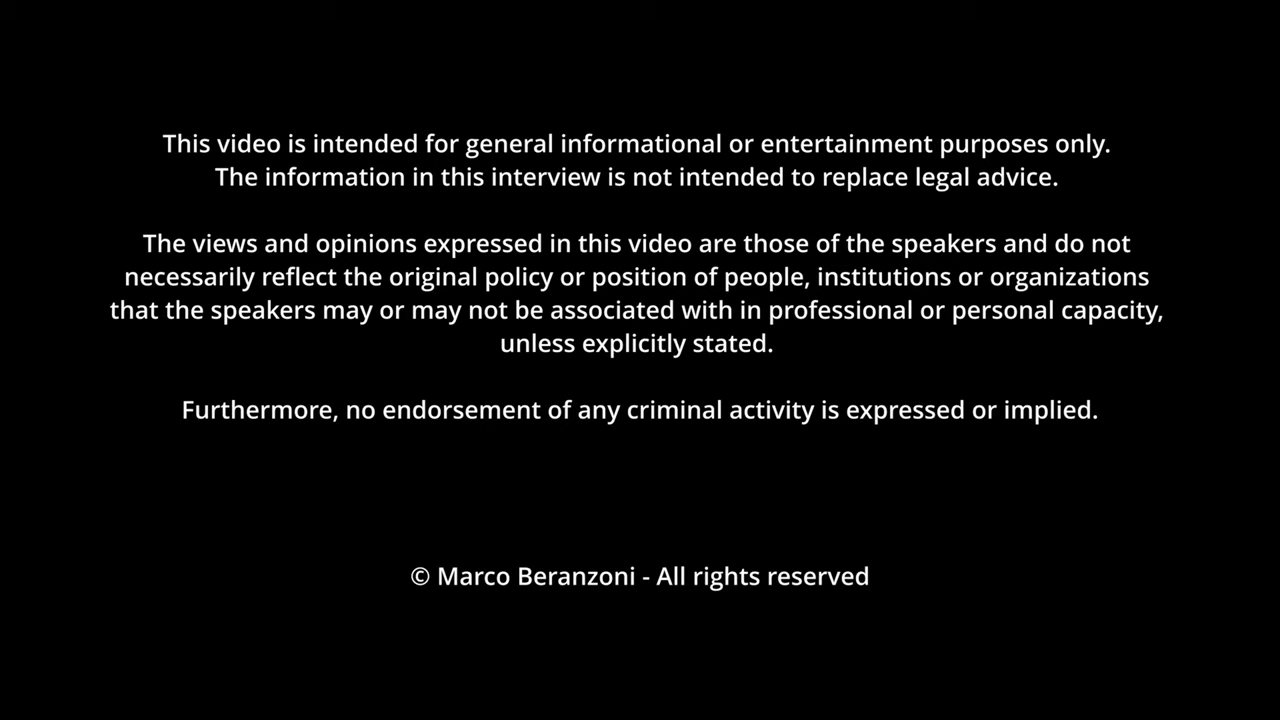 This video is intended for general informational or entertainment purposes only.
The information in this interview is not intended to replace legal advice.
The views and opinions expressed in this video are those of the speakers and do not
necessarily reflect the original policy or position of people, institutions or organizations
that the speakers may or may not be associated with in professional or personal capacity,
unless explicitly stated.
Furthermore, no endorsement of any criminal activity is expressed or implied.
© Marco Beranzoni - All rights reserved